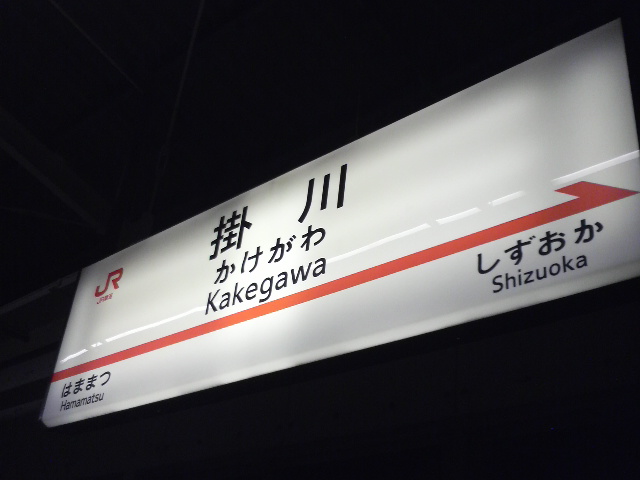 JR
掛川
かけがわ
Kakegawa
はままつ
Hamamatsu
しずおか
Shizuoka